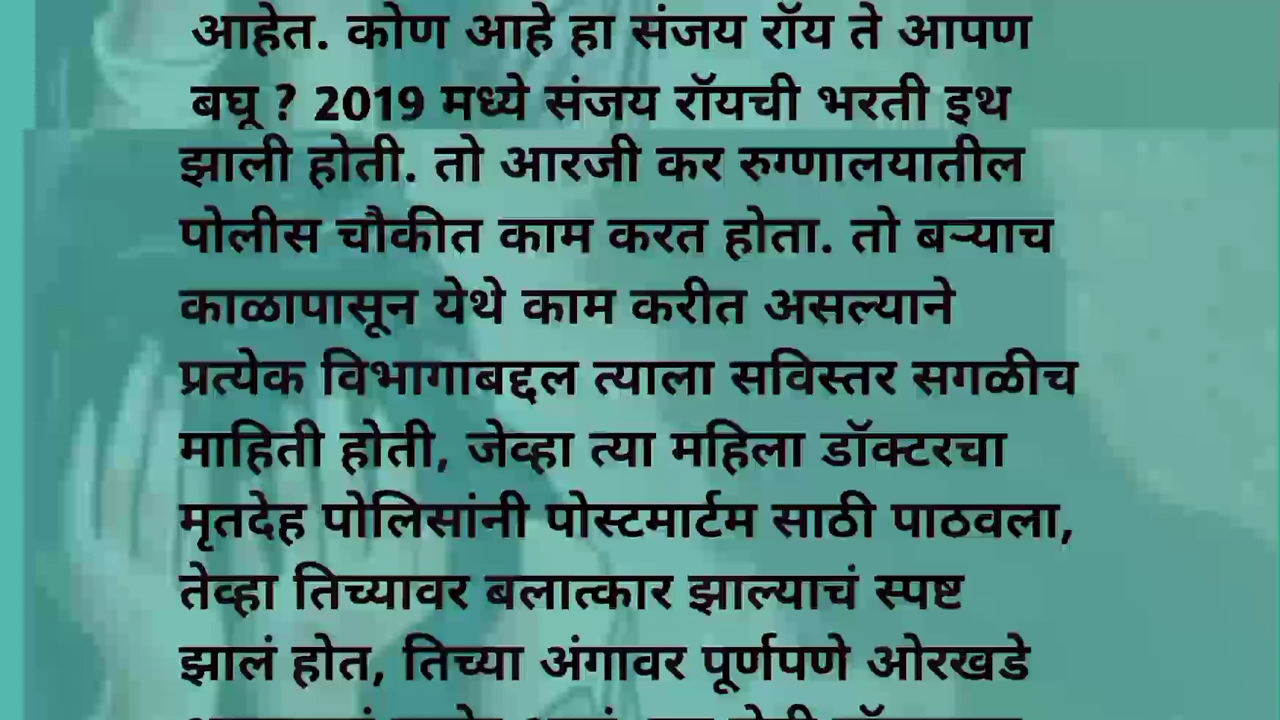 आहेत. कोण आहे हा संजय रॉय ते आपण
बघू ? 2019 मध्ये संजय रॉयची भरती इथ
झाली होती. तो आरजी कर रुग्णालयातील
पोलीस चौकीत काम करत होता. तो बऱ्याच
काळापासून येथे काम करीत असल्याने
प्रत्येक विभागाबद्दल त्याला सविस्तर सगळीच
माहिती होती, जेव्हा त्या महिला डॉक्टरचा
मृतदेह पोलिसांनी पोस्टमार्टम साठी पाठवला,
तेव्हा तिच्यावर बलात्कार झाल्याचं स्पष्ट
झालं होत, तिच्या अंगावर पूर्णपणे ओरखडे